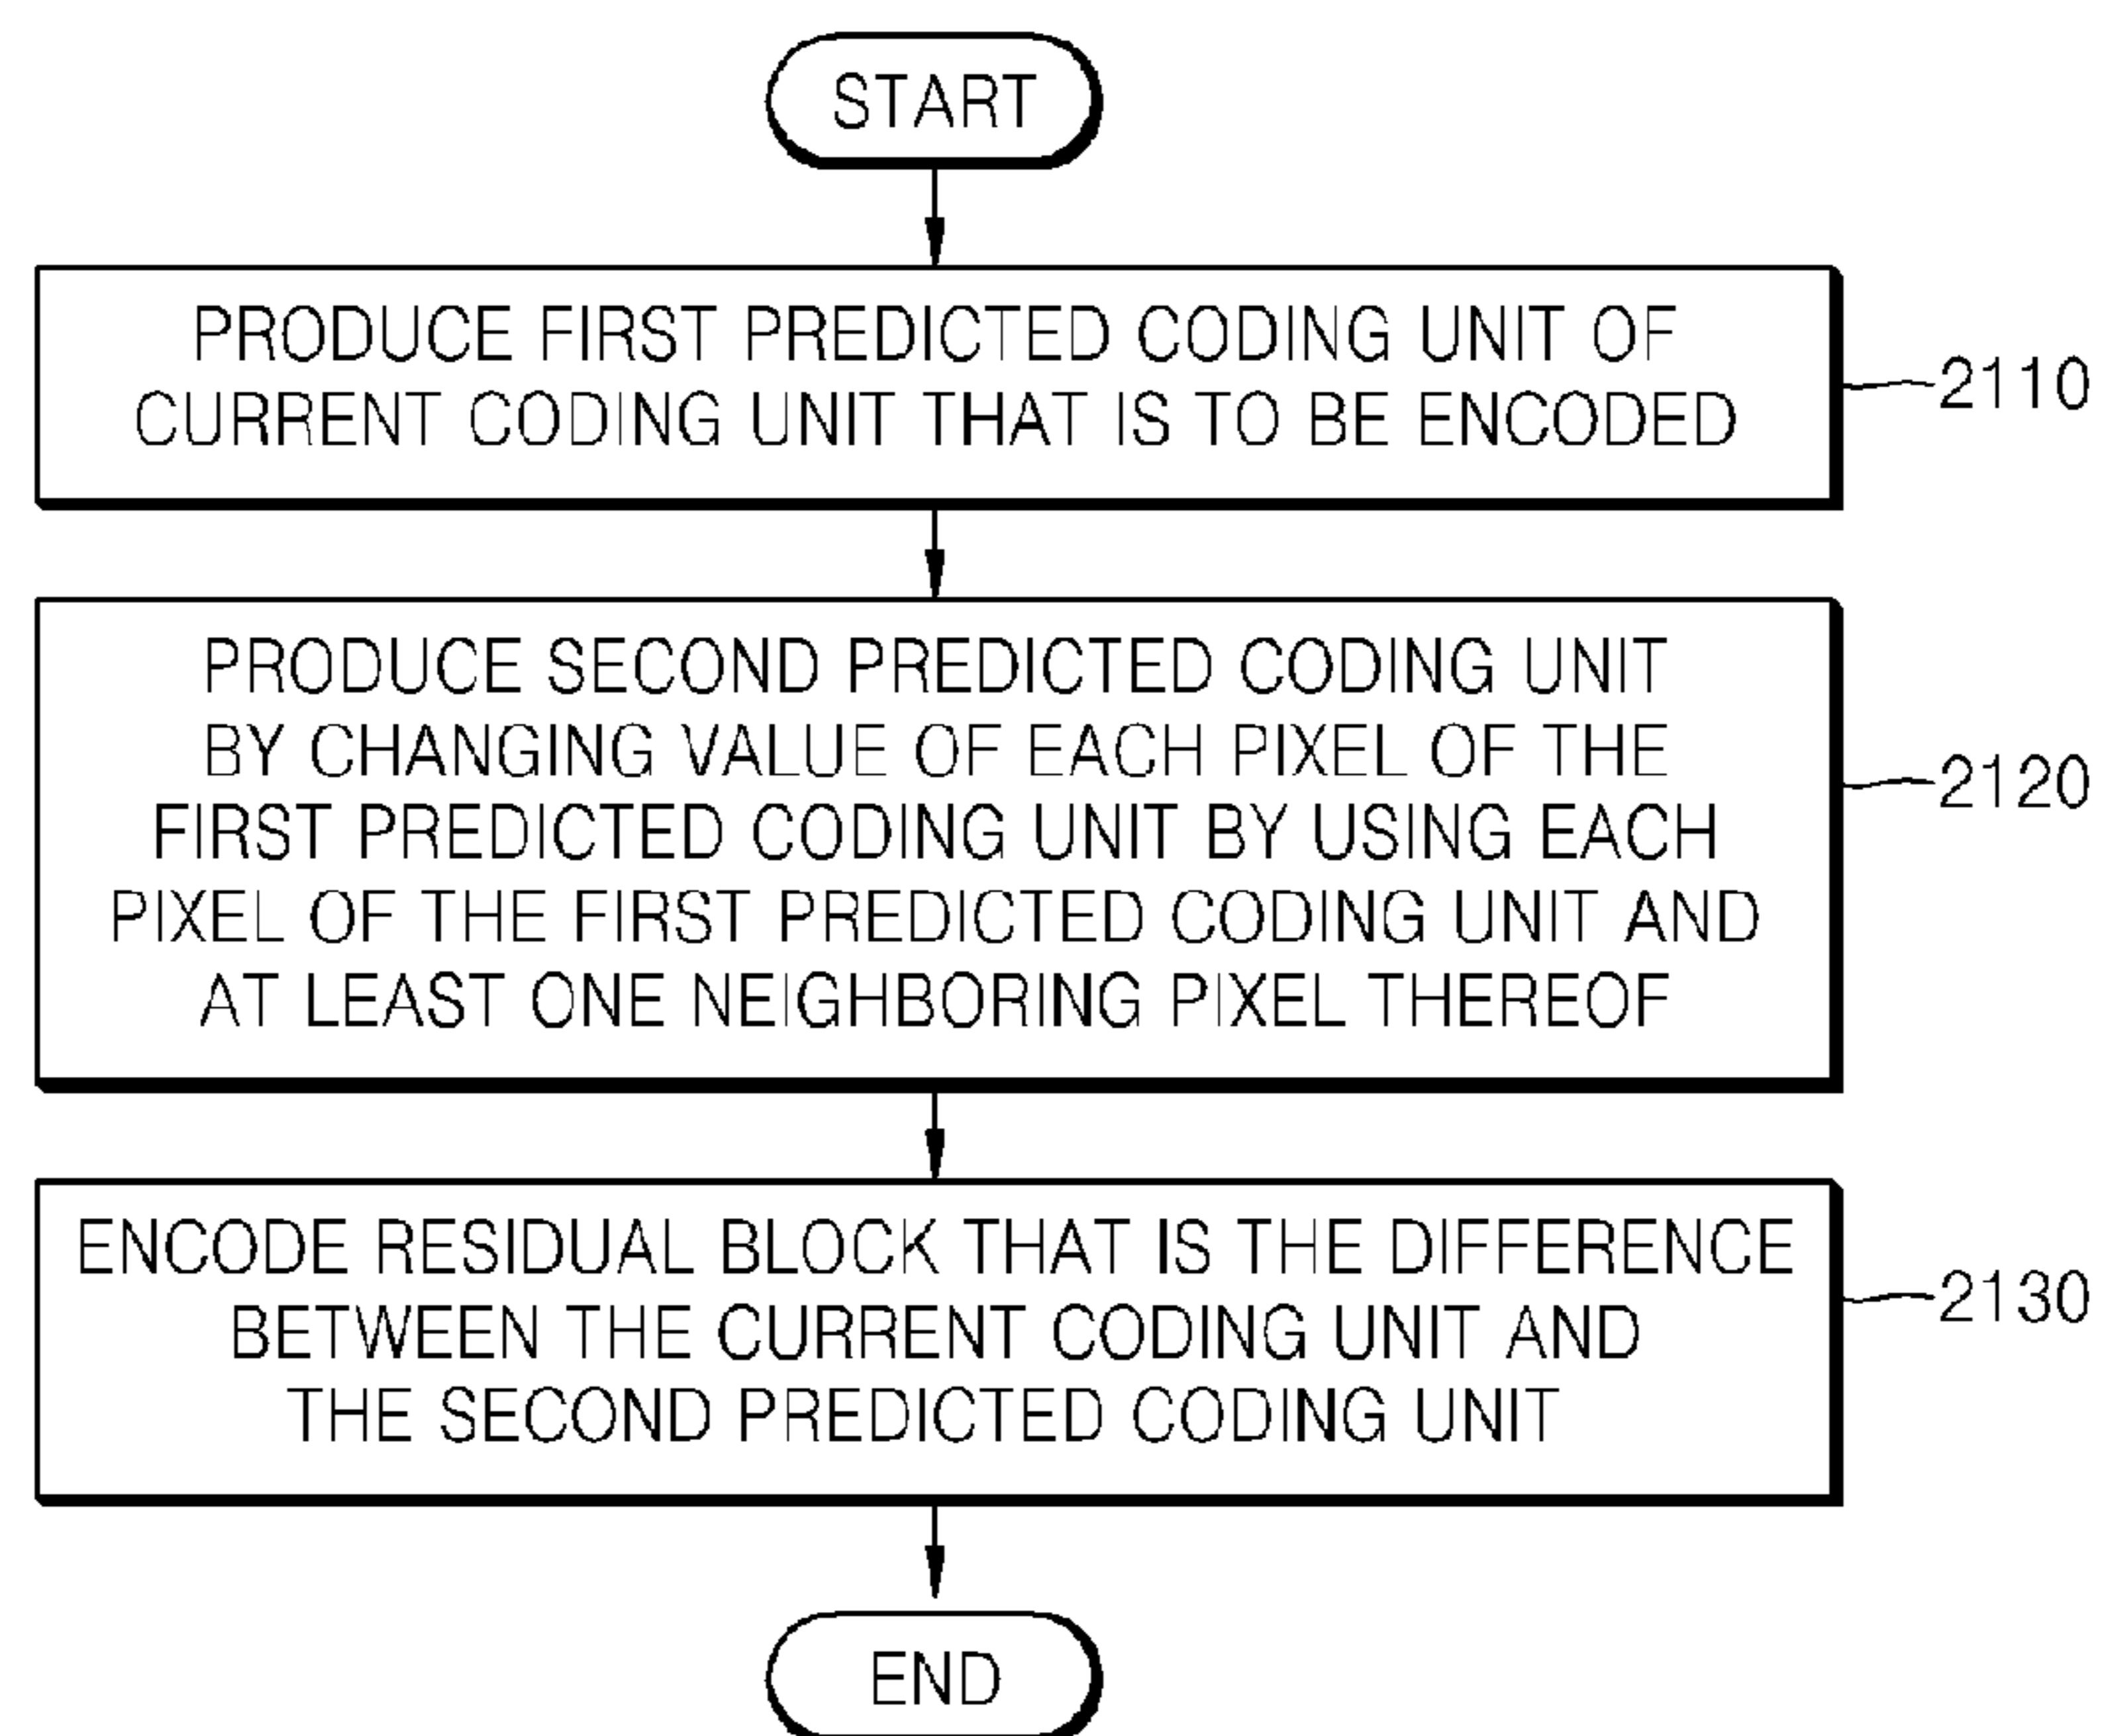 START
PRODUCE FIRST PREDICTED CODING UNIT OF
CURRENT CODING UNIT THAT IS TO BE ENCODED
2110
PRODUCE SECOND PREDICTED CODING UNIT
BY CHANGING VALUE OF EACH PIXEL OF THE
FIRST PREDICTED CODING UNIT BY USING EACH
PIXEL OF THE FIRST PREDICTED CODING UNIT AND
AT LEAST ONE NEIGHBORING PIXEL THEREOF
2120
ENCODE RESIDUAL BLOCK THAT IS THE DIFFERENCE
BETWEEN THE CURRENT CODING UNIT AND
THE SECOND PREDICTED CODING UNIT
2130
END